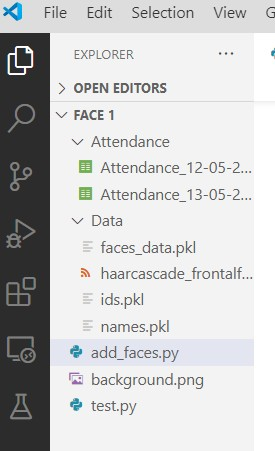 File Edit Selection View G
EXPLORER ...
OPEN EDITORS
FACE 1
Attendance
Attendance_12-05-2...
Attendance_13-05-2...
Data
faces_data.pkl
haarcascade_frontalf...
ids.pkl
names.pkl
add_faces.py
background.png
test.py